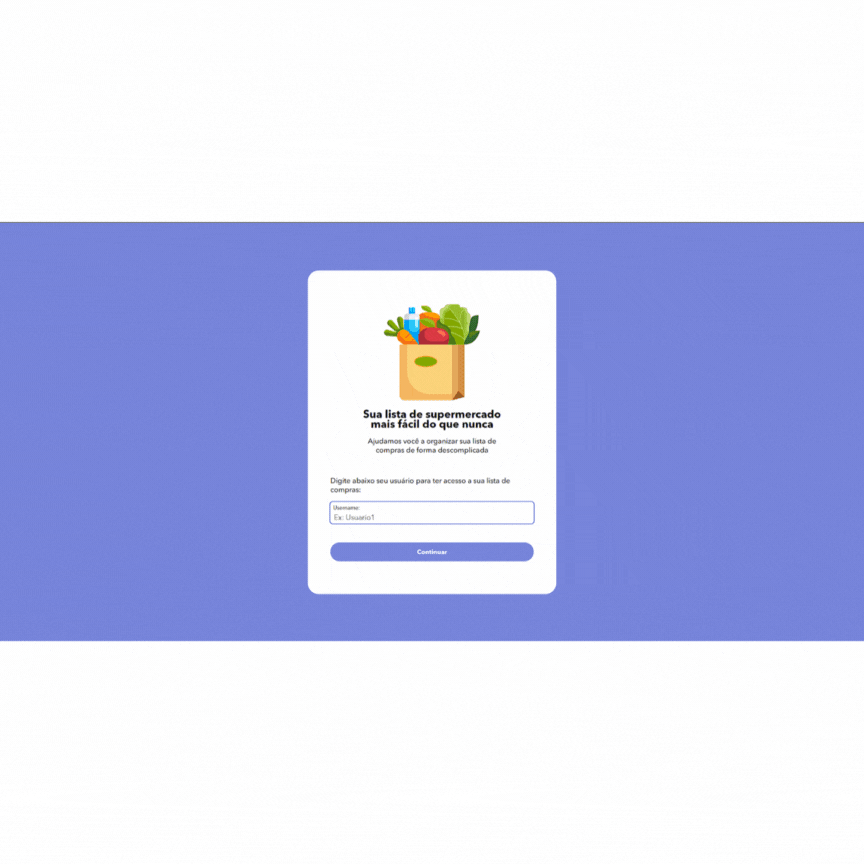 Sua lista de supermercado
mais fácil do que nunca
Ajudamos você a organizar sua lista de
compras de forma descomplicada
Digite abaixo seu usuário para ter acesso a sua lista de
compras:
Username:
Ex: Usuario1
Continuar